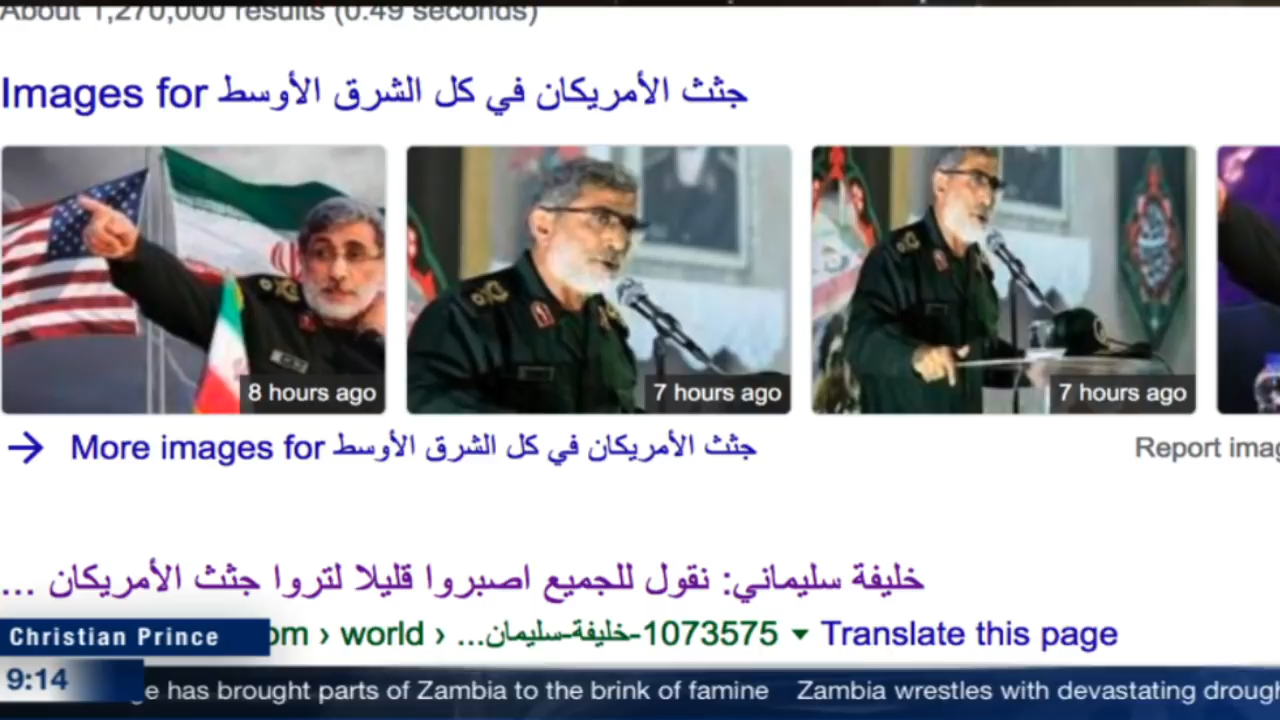 About 1,270,000 results (0.49 seconds)
Images for جثث الأمريكان في كل الشرق الأوسط
8 hours ago
7 hours ago
7 hours ago
→ More images for جثث الأمريكان في كل الشرق الأوسط
Report imag
خليفة سليماني: نقول للجميع اصبروا قليلا لتروا جثث الأمريكان ...
om › world › ...خليفة-سليمان-1073575 ▾ Translate this page
Christian Prince
9:14
e has brought parts of Zambia to the brink of famine Zambia wrestles with devastating drough